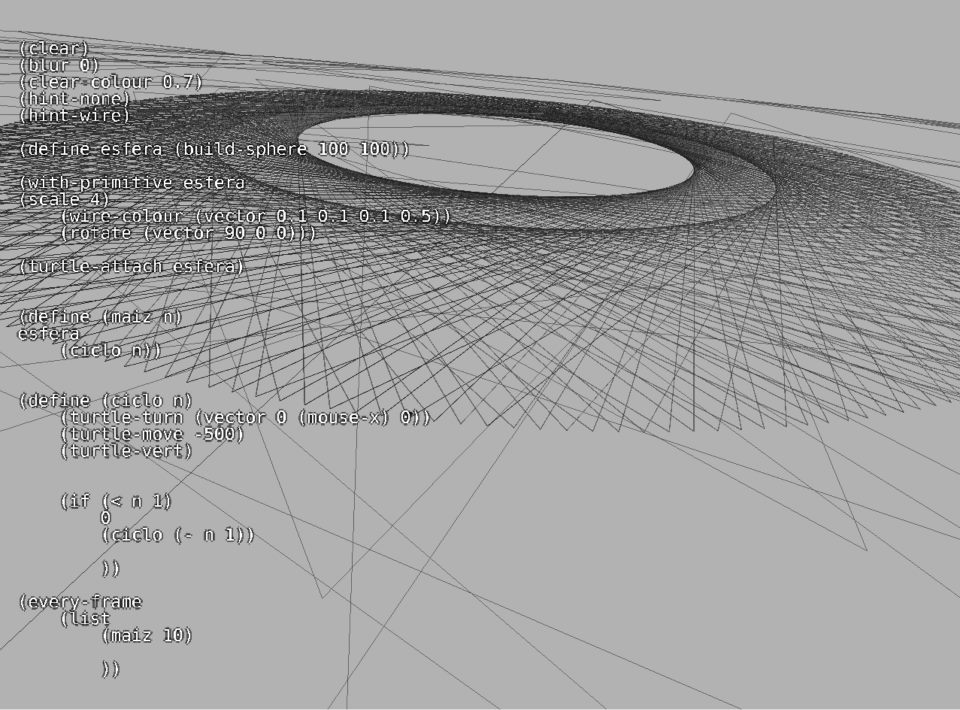 (clear)
(blur 0)
(clear-colour 0.7)
(hint-none)
(hint-wire)
(define esfera (build-sphere 100 100))
(with-primitive esfera
(scale 4)
(wire-colour (vector 0.1 0.1 0.1 0.5))
(rotate (vector 90 0 0)))
(turtle-attach esfera)
(define (maiz n)
esfera
(ciclo n))
(define (ciclo n)
(turtle-turn (vector 0 (mouse-x) 0))
(turtle-move -500)
(turtle-vert)
(if (< n 1)
0
(ciclo (- n 1))
))
(every-frame
(list
(maiz 10)
))